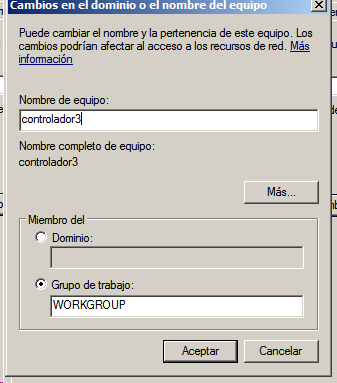 Cambios en el dominio o el nombre del equipo
Puede cambiar el nombre y la pertenencia de este equipo. Los
cambios podrían afectar al acceso a los recursos de red. Más
información
Nombre de equipo:
controlador3
Nombre completo de equipo:
controlador3
Más...
Miembro del
Dominio:
Grupo de trabajo:
WORKGROUP
Aceptar
Cancelar